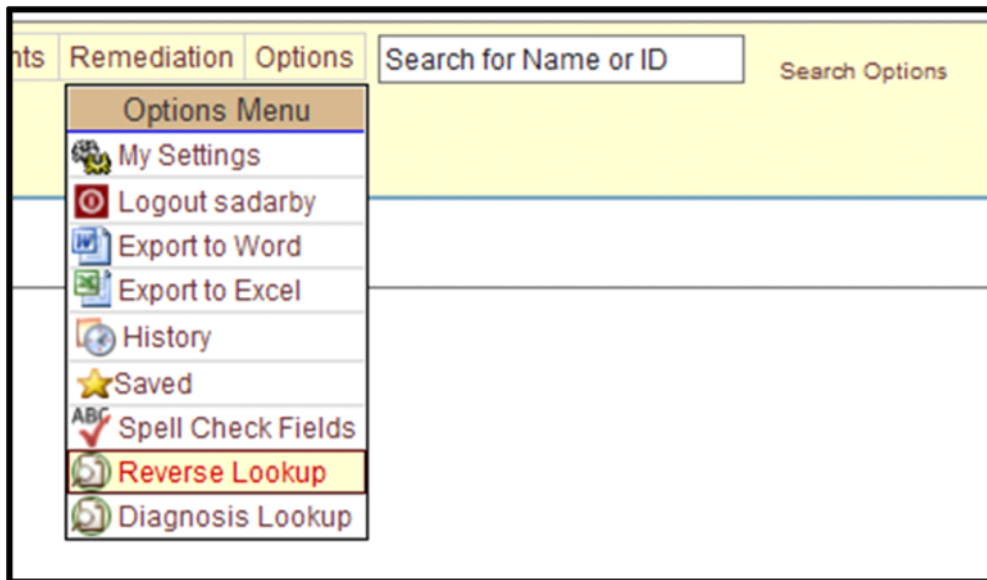 nts Remediation Options Search for Name or ID Search Options
Options Menu
My Settings
Logout sadarby
Export to Word
Export to Excel
History
Saved
ABC Spell Check Fields
Reverse Lookup
Diagnosis Lookup